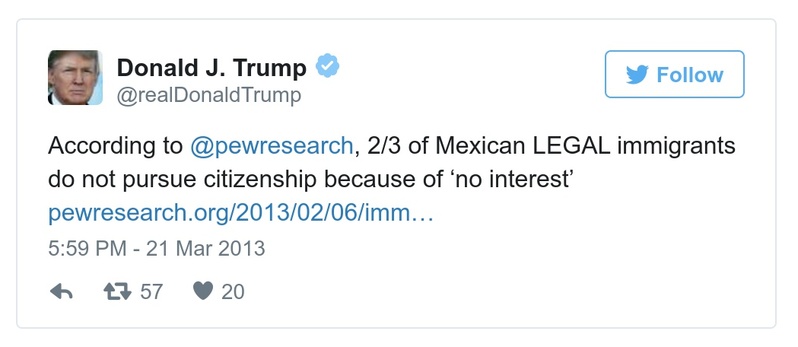 Donald J. Trump
@realDonaldTrump
Follow
According to @pewresearch, 2/3 of Mexican LEGAL immigrants
do not pursue citizenship because of ‘no interest’
pewresearch.org/2013/02/06/imm…
5:59 PM - 21 Mar 2013
57 20